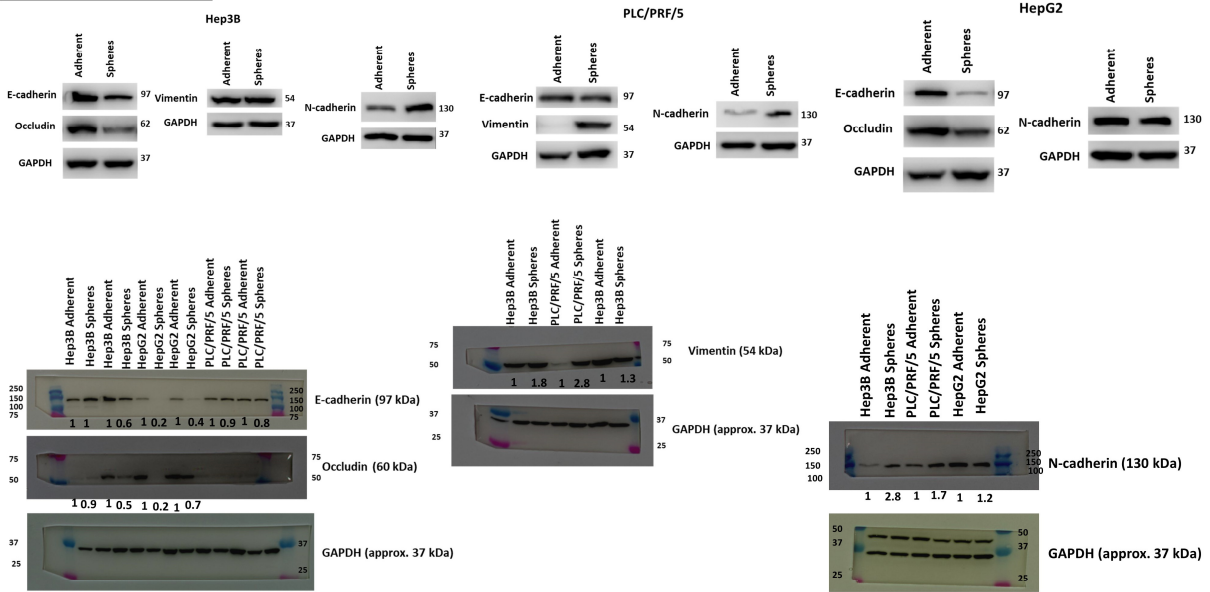 Hep3B
PLC/PRF/5
HepG2
Adherent
Spheres
E-cadherin 97
Occludin 62
GAPDH 37
Adherent
Spheres
Vimentin 54
GAPDH 37
Adherent
Spheres
N-cadherin 130
GAPDH 37
Adherent
Spheres
E-cadherin 97
Vimentin 54
GAPDH 37
Adherent
Spheres
N-cadherin 130
GAPDH 37
Adherent
Spheres
E-cadherin 97
Occludin 62
GAPDH 37
Adherent
Spheres
N-cadherin 130
GAPDH 37
Hep3B Adherent
Hep3B Spheres
Hep3B Adherent
Hep3B Spheres
HepG2 Adherent
HepG2 Spheres
HepG2 Adherent
HepG2 Spheres
PLC/PRF/5 Adherent
PLC/PRF/5 Spheres
PLC/PRF/5 Adherent
PLC/PRF/5 Spheres
250 250
150 150
100 100
75 75
E-cadherin (97 kDa)
1 1 1 0.6 1 0.2 1 0.4 1 0.9 1 0.8
75 75
50 50
Occludin (60 kDa)
1 0.9 1 0.5 1 0.2 1 0.7
37 37
25 25
GAPDH (approx. 37 kDa)
Hep3B Adherent
Hep3B Spheres
PLC/PRF/5 Adherent
PLC/PRF/5 Spheres
Hep3B Adherent
Hep3B Spheres
75 75
50 50
Vimentin (54 kDa)
1 1.8 1 2.8 1 1.3
37 37
25 25
GAPDH (approx. 37 kDa)
Hep3B Adherent
Hep3B Spheres
PLC/PRF/5 Adherent
PLC/PRF/5 Spheres
HepG2 Adherent
HepG2 Spheres
250 250
150 150
100 100
N-cadherin (130 kDa)
1 2.8 1 1.7 1 1.2
50 50
37 37
25 25
GAPDH (approx. 37 kDa)